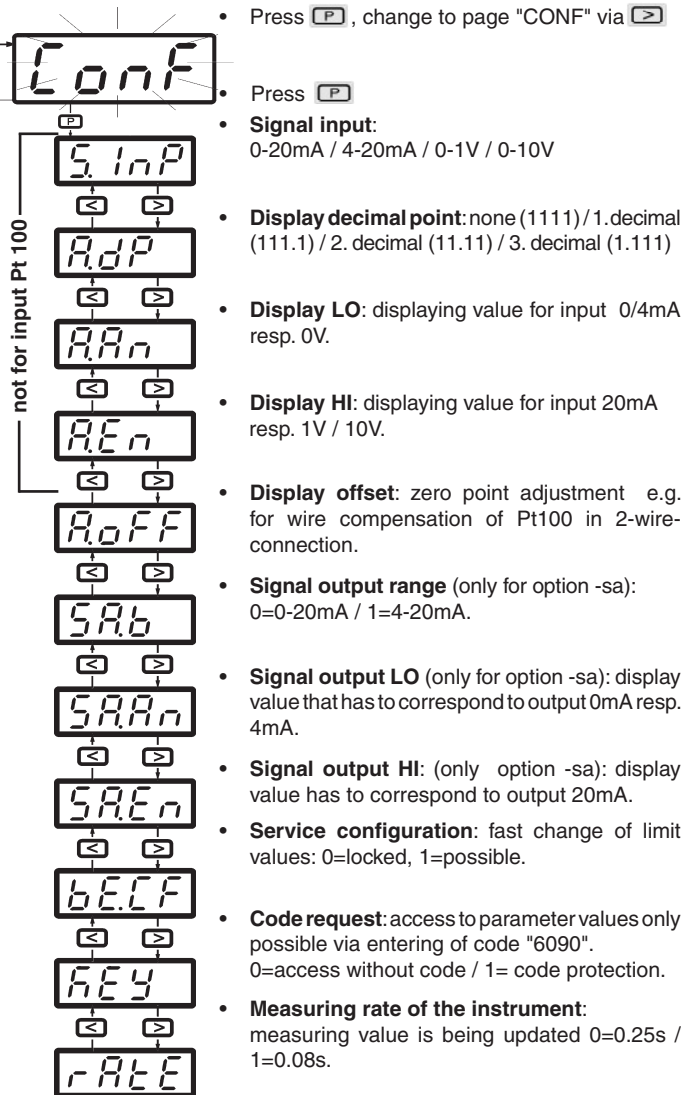 Press P , change to page "CONF" via >
ConF
Press P
P
not for input Pt 100
S.InP
Signal input:
0-20mA / 4-20mA / 0-1V / 0-10V
< >
A.dP
Display decimal point: none (1111) / 1. decimal
(111.1) / 2. decimal (11.11) / 3. decimal (1.111)
< >
A.An
Display LO: displaying value for input 0/4mA
resp. 0V.
< >
A.En
Display HI: displaying value for input 20mA
resp. 1V / 10V.
< >
A.oFF
Display offset: zero point adjustment e.g.
for wire compensation of Pt100 in 2-wire-
connection.
< >
SA.b
Signal output range (only for option -sa):
0=0-20mA / 1=4-20mA.
< >
SA.An
Signal output LO (only for option -sa): display
value that has to correspond to output 0mA resp.
4mA.
< >
SA.En
Signal output HI: (only option -sa): display
value has to correspond to output 20mA.
< >
bE.CF
Service configuration: fast change of limit
values: 0=locked, 1=possible.
< >
KEY
Code request: access to parameter values only
possible via entering of code "6090".
0=access without code / 1= code protection.
< >
rAtE
Measuring rate of the instrument:
measuring value is being updated 0=0.25s /
1=0.08s.